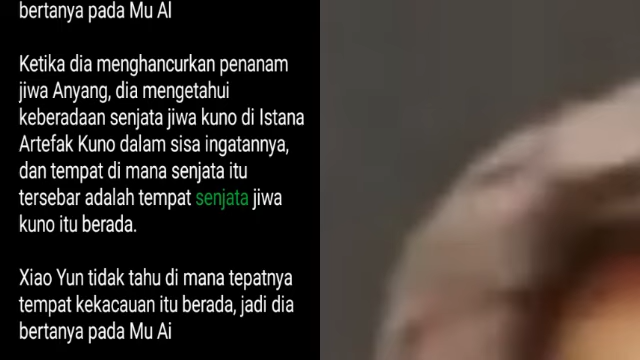 bertanya pada Mu AI
Ketika dia menghancurkan penanam
jiwa Anyang, dia mengetahui
keberadaan senjata jiwa kuno di Istana
Artefak Kuno dalam sisa ingatannya,
dan tempat di mana senjata itu
tersebar adalah tempat senjata jiwa
kuno itu berada.
Xiao Yun tidak tahu di mana tepatnya
tempat kekacauan itu berada, jadi dia
bertanya pada Mu Ai